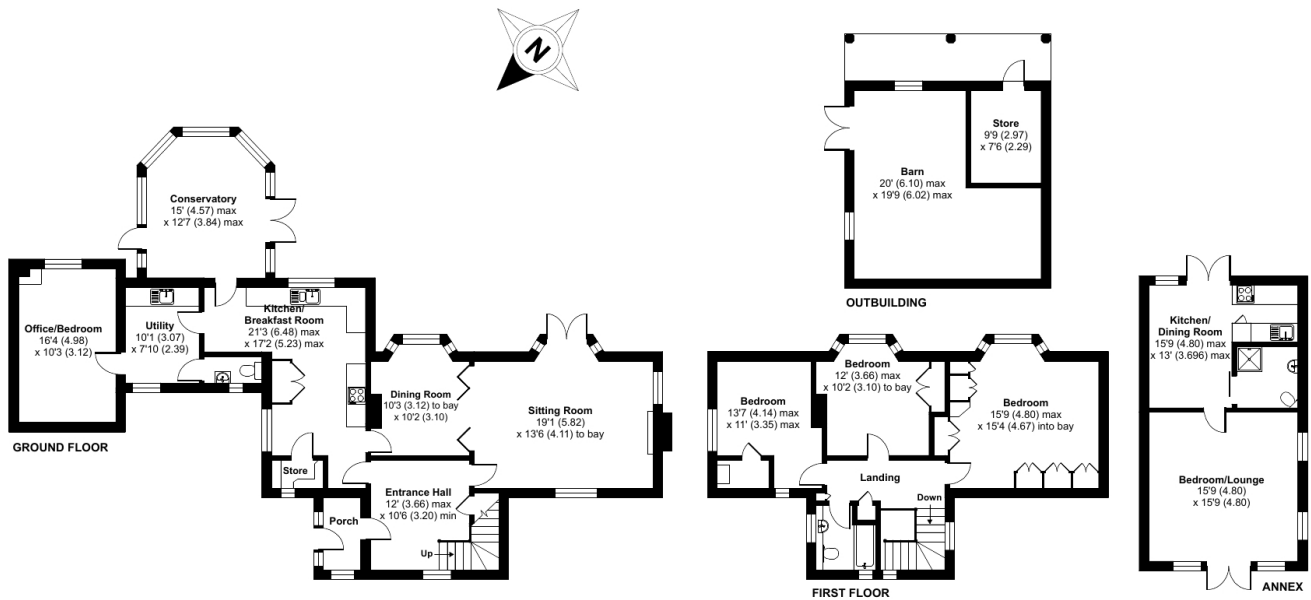 N
Conservatory
15' (4.57) max
x 12'7 (3.84) max
Office/Bedroom
16'4 (4.98)
x 10'3 (3.12)
Utility
10'1 (3.07)
x 7'10 (2.39)
Kitchen/
Breakfast Room
21'3 (6.48) max
x 17'2 (5.23) max
Dining Room
10'3 (3.12) to bay
x 10'2 (3.10)
Sitting Room
19'1 (5.82)
x 13'6 (4.11) to bay
Store
Entrance Hall
12' (3.66) max
x 10'6 (3.20) min
Porch
Up
GROUND FLOOR
Store
9'9 (2.97)
x 7'6 (2.29)
Barn
20' (6.10) max
x 19'9 (6.02) max
OUTBUILDING
Bedroom
13'7 (4.14) max
x 11' (3.35) max
Bedroom
12' (3.66) max
x 10'2 (3.10) to bay
Bedroom
15'9 (4.80) max
x 15'4 (4.67) into bay
Landing
Down
FIRST FLOOR
Kitchen/
Dining Room
15'9 (4.80) max
x 13' (3.696) max
Bedroom/Lounge
15'9 (4.80)
x 15'9 (4.80)
ANNEX